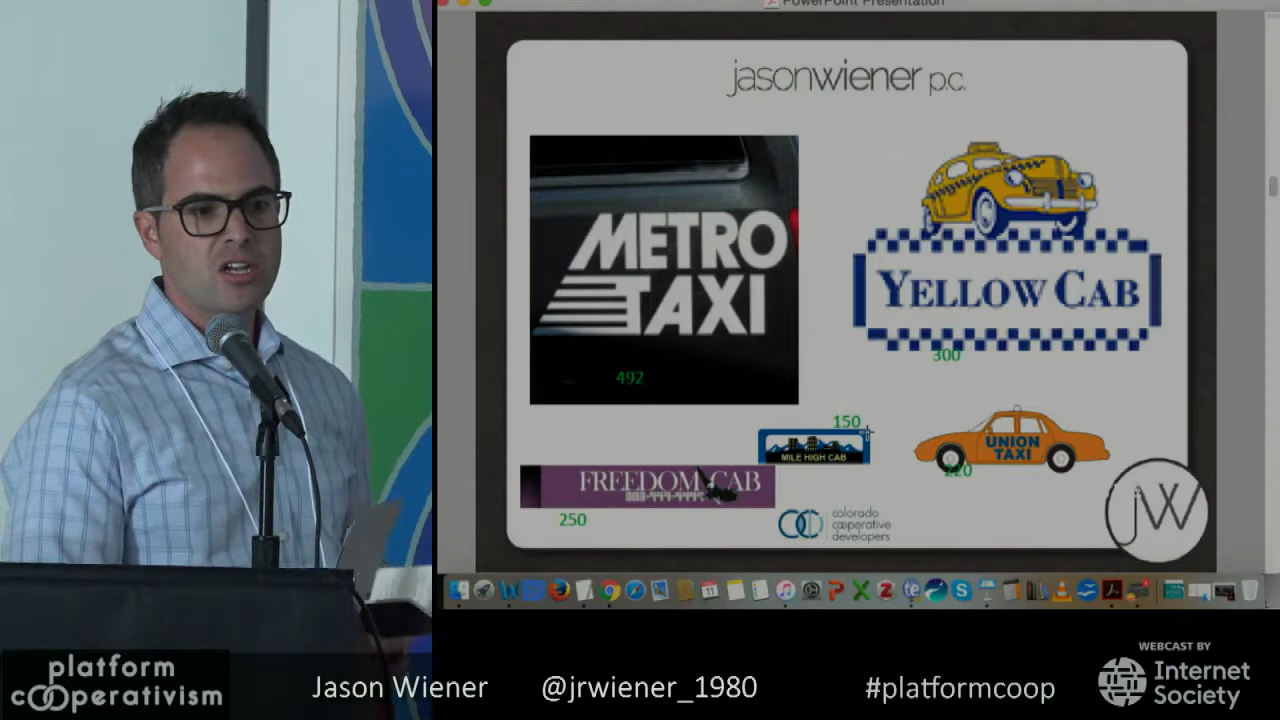 PowerPoint Presentation
jasonwiener p.c.
METRO
TAXI
492
YELLOW CAB
300
150
MILE HIGH CAB
UNION
TAXI
220
FREEDOM CAB
250
colorado
cooperative
developers
JW
platform
cooperativism
Jason Wiener
@jrwiener_1980
#platformcoop
WEBCAST BY
Internet
Society